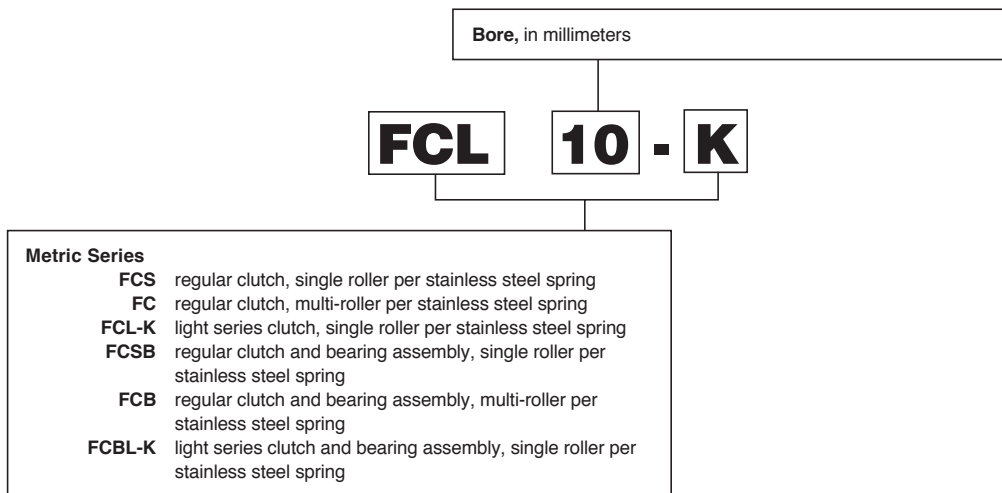 Bore, in millimeters
FCL 10 - K
Metric Series
FCS regular clutch, single roller per stainless steel spring
FC regular clutch, multi-roller per stainless steel spring
FCL-K light series clutch, single roller per stainless steel spring
FCSB regular clutch and bearing assembly, single roller per
stainless steel spring
FCB regular clutch and bearing assembly, multi-roller per
stainless steel spring
FCBL-K light series clutch and bearing assembly, single roller per
stainless steel spring